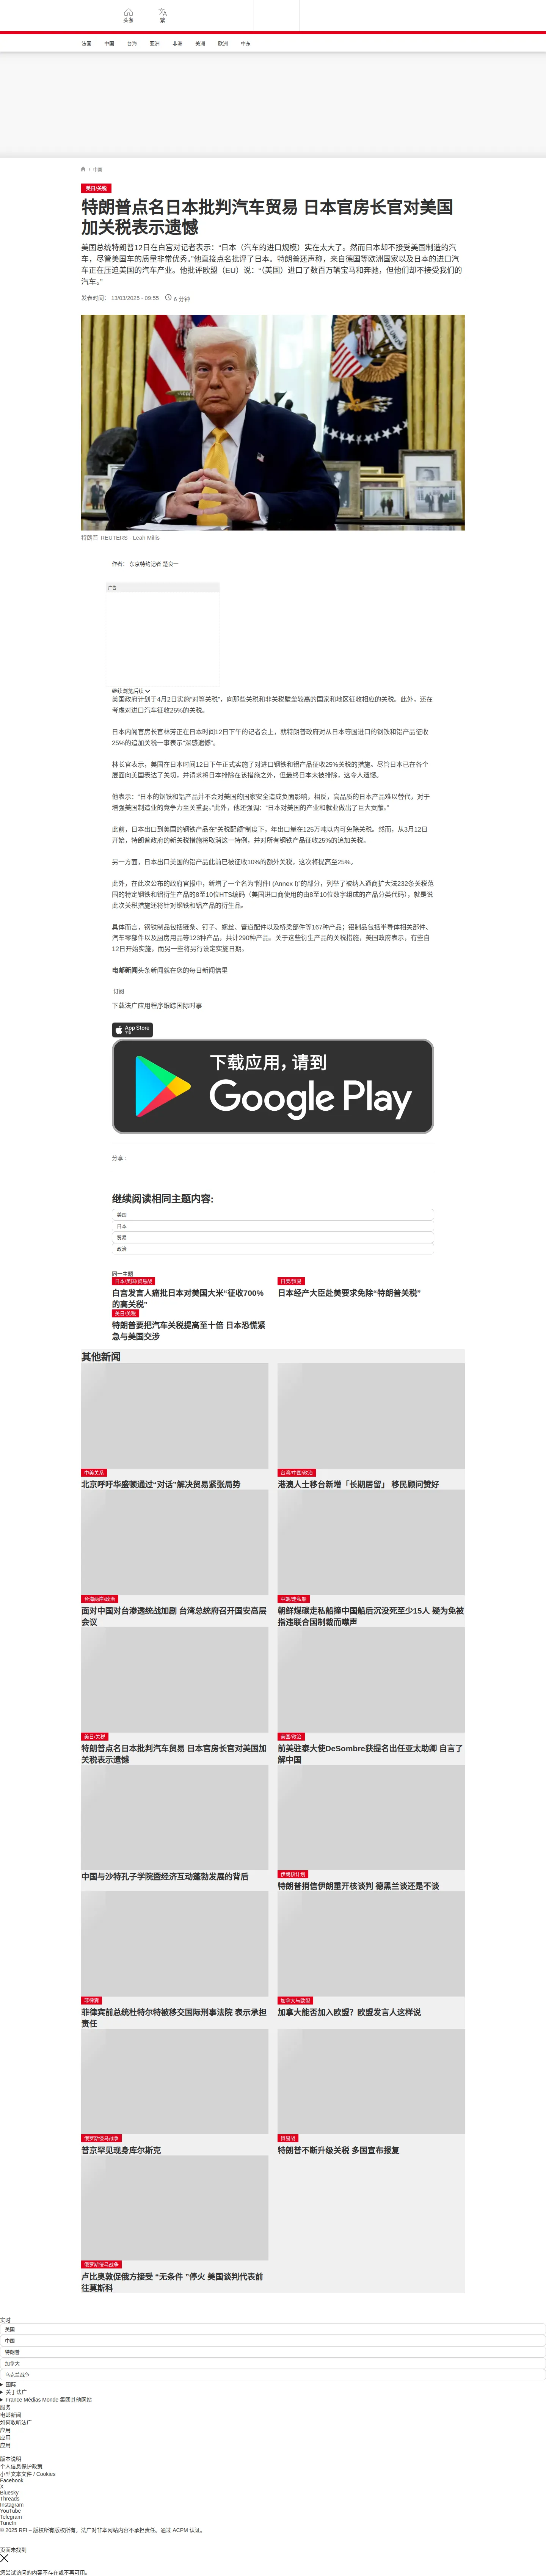 头条
繁
法国
中国
台海
亚洲
非洲
美洲
欧洲
中东
/ 法国
美日/关税
特朗普点名日本批判汽车贸易 日本官房长官对美国
加关税表示遗憾
美国总统特朗普12日在白宫对记者表示：“日本（汽车的进口规模）实在太大了。然而日本却不接受美国制造的汽
车，尽管美国车的质量非常优秀。”他直接点名批评了日本。特朗普还声称，来自德国等欧洲国家以及日本的进口汽
车正在压迫美国的汽车产业。他批评欧盟（EU）说：“（美国）进口了数百万辆宝马和奔驰，但他们却不接受我们的
汽车。”
发表时间： 13/03/2025 - 09:55
6 分钟
特朗普 REUTERS - Leah Millis
作者： 东京特约记者 楚良一
广告
继续浏览后续
美国政府计划于4月2日实施“对等关税”，向那些关税和非关税壁垒较高的国家和地区征收相应的关税。此外，还在
考虑对进口汽车征收25%的关税。
日本内阁官房长官林芳正在日本时间12日下午的记者会上，就特朗普政府对从日本等国进口的钢铁和铝产品征收
25%的追加关税一事表示“深感遗憾”。
林长官表示，美国在日本时间12日下午正式实施了对进口钢铁和铝产品征收25%关税的措施。尽管日本已在各个
层面向美国表达了关切，并请求将日本排除在该措施之外，但最终日本未被排除，这令人遗憾。
他表示：“日本的钢铁和铝产品并不会对美国的国家安全造成负面影响。相反，高品质的日本产品难以替代，对于
增强美国制造业的竞争力至关重要。”此外，他还强调：“日本对美国的产业和就业做出了巨大贡献。”
此前，日本出口到美国的钢铁产品在“关税配额”制度下，年出口量在125万吨以内可免除关税。然而，从3月12日
开始，特朗普政府的新关税措施将取消这一特例，并对所有钢铁产品征收25%的追加关税。
另一方面，日本出口美国的铝产品此前已被征收10%的额外关税，这次将提高至25%。
此外，在此次公布的政府官报中，新增了一个名为“附件I (Annex I)”的部分，列举了被纳入通商扩大法232条关税范
围的特定钢铁和铝衍生产品的8至10位HTS编码（美国进口商使用的由8至10位数字组成的产品分类代码），就是说
此次关税措施还将针对钢铁和铝产品的衍生品。
具体而言，钢铁制品包括链条、钉子、螺丝、管道配件以及桥梁部件等167种产品；铝制品包括半导体相关部件、
汽车零部件以及厨房用品等123种产品，共计290种产品。关于这些衍生产品的关税措施，美国政府表示，有些自
12日开始实施，而另一些将另行设定实施日期。
电邮新闻头条新闻就在您的每日新闻信里
订阅
下载法广应用程序跟踪国际时事
App Store
下载
下载应用，请到
Google Play
分享 :
继续阅读相同主题内容:
美国
日本
贸易
政治
同一主题
日本/美国/贸易战
白宫发言人痛批日本对美国大米“征收700%
的高关税”
日美/贸易
日本经产大臣赴美要求免除“特朗普关税”
美日/关税
特朗普要把汽车关税提高至十倍 日本恐慌紧
急与美国交涉
其他新闻
中美关系
北京呼吁华盛顿通过“对话”解决贸易紧张局势
台湾/中国/政治
港澳人士移台新增「长期居留」 移民顾问赞好
台海两岸/政治
面对中国对台渗透统战加剧 台湾总统府召开国安高层
会议
中朝/走私船
朝鲜煤碳走私船撞中国船后沉没死至少15人 疑为免被
指违联合国制裁而噤声
美日/关税
特朗普点名日本批判汽车贸易 日本官房长官对美国加
关税表示遗憾
美国/政治
前美驻泰大使DeSombre获提名出任亚太助卿 自言了
解中国
中国与沙特孔子学院暨经济互动蓬勃发展的背后
伊朗核计划
特朗普捎信伊朗重开核谈判 德黑兰谈还是不谈
菲律宾
菲律宾前总统杜特尔特被移交国际刑事法院 表示承担
责任
加拿大与欧盟
加拿大能否加入欧盟？欧盟发言人这样说
俄罗斯侵乌战争
普京罕见现身库尔斯克
贸易战
特朗普不断升级关税 多国宣布报复
俄罗斯侵乌战争
卢比奥敦促俄方接受 “无条件 ”停火 美国谈判代表前
往莫斯科
实时
美国
中国
特朗普
加拿大
乌克兰战争
国际
关于法广
France Médias Monde 集团其他网站
服务
电邮新闻
如何收听法广
应用
应用
应用
版本说明
个人信息保护政策
小型文本文件 / Cookies
Facebook
X
Bluesky
Threads
Instagram
YouTube
Telegram
TuneIn
© 2025 RFI – 版权所有版权所有。法广对非本网站内容不承担责任。通过 ACPM 认证。
页面未找到
您尝试访问的内容不存在或不再可用。